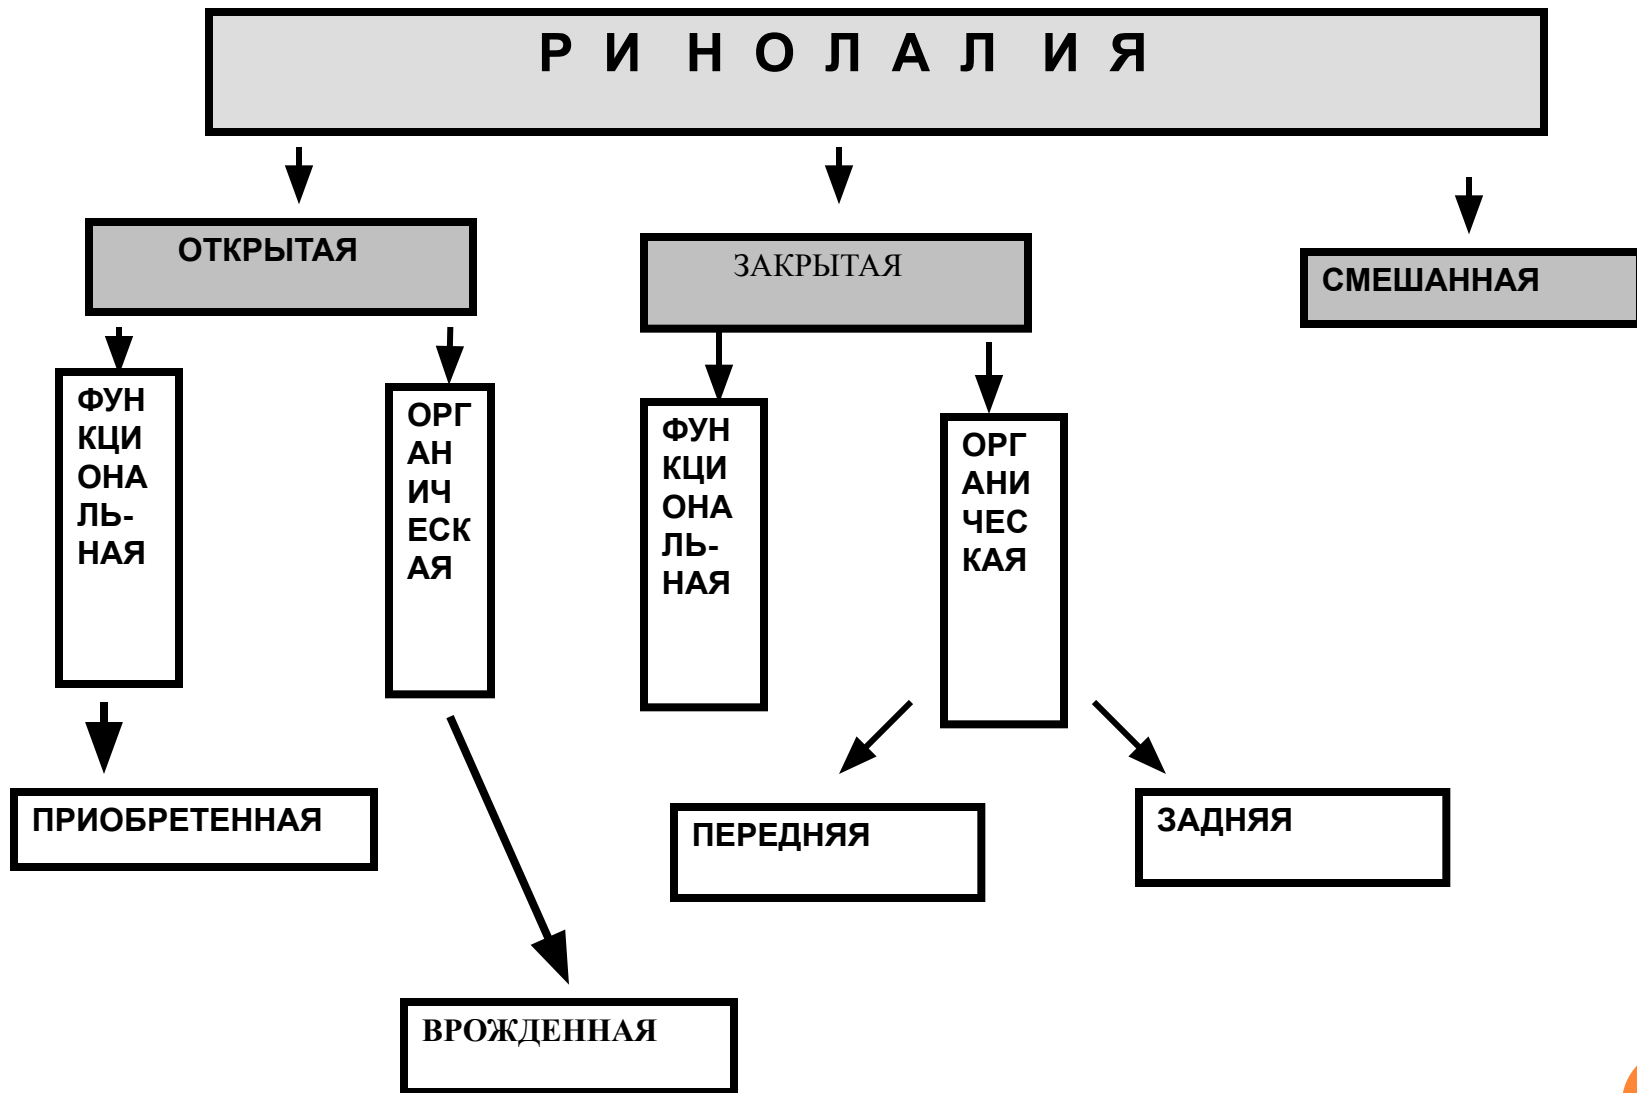 Р И Н О Л А Л И Я
ОТКРЫТАЯ
ЗАКРЫТАЯ
СМЕШАННАЯ
ФУН
КЦИ
ОНА
ЛЬ-
НАЯ
ОРГ
АН
ИЧ
ЕСК
АЯ
ФУН
КЦИ
ОНА
ЛЬ-
НАЯ
ОРГ
АНИ
ЧЕС
КАЯ
ПРИОБРЕТЕННАЯ
ПЕРЕДНЯЯ
ЗАДНЯЯ
ВРОЖДЕННАЯ